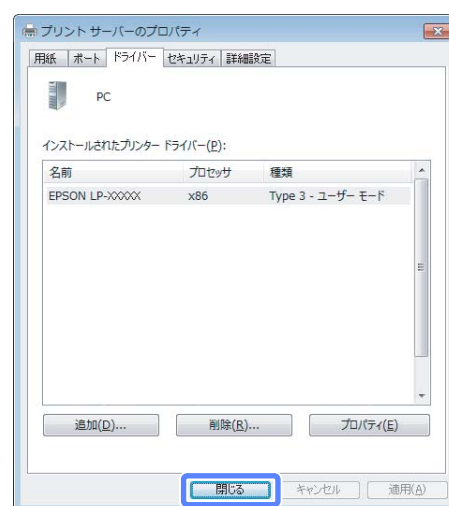 プリント サーバーのプロパティ
用紙 ポート ドライバー セキュリティ 詳細設定
PC
インストールされたプリンター ドライバー(P):
名前 プロセッサ 種類
EPSON LP-XXXXX x86 Type 3 - ユーザー モード
追加(D)... 削除(R)... プロパティ(E)
閉じる キャンセル 適用(A)